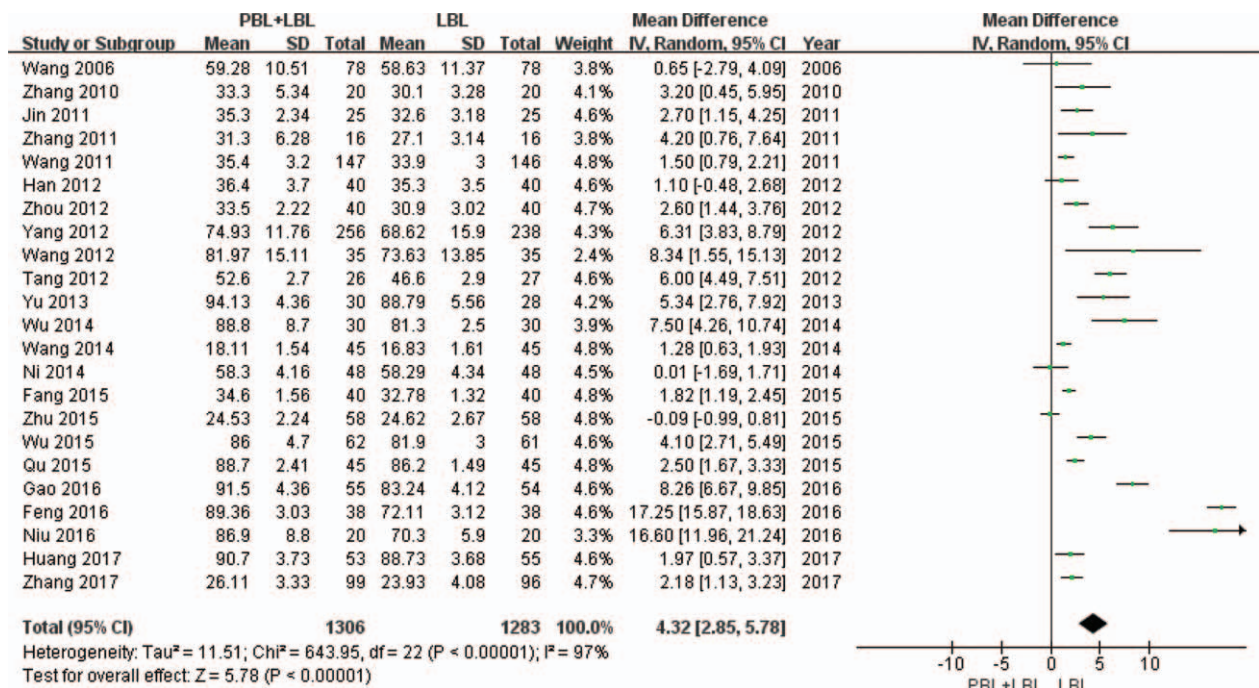 PBL+LBL LBL Mean Difference Mean Difference
Study or Subgroup Mean SD Total Mean SD Total Weight IV, Random, 95% CI Year IV, Random, 95% CI
Wang 2006 59.28 10.51 78 58.63 11.37 78 3.8% 0.65 [-2.79, 4.09] 2006
Zhang 2010 33.3 5.34 20 30.1 3.28 20 4.1% 3.20 [0.45, 5.95] 2010
Jin 2011 35.3 2.34 25 32.6 3.18 25 4.6% 2.70 [1.15, 4.25] 2011
Zhang 2011 31.3 6.28 16 27.1 3.14 16 3.8% 4.20 [0.76, 7.64] 2011
Wang 2011 35.4 3.2 147 33.9 3 146 4.8% 1.50 [0.79, 2.21] 2011
Han 2012 36.4 3.7 40 35.3 3.5 40 4.6% 1.10 [-0.48, 2.68] 2012
Zhou 2012 33.5 2.22 40 30.9 3.02 40 4.7% 2.60 [1.44, 3.76] 2012
Yang 2012 74.93 11.76 256 68.62 15.9 238 4.3% 6.31 [3.83, 8.79] 2012
Wang 2012 81.97 15.11 35 73.63 13.85 35 2.4% 8.34 [1.55, 15.13] 2012
Tang 2012 52.6 2.7 26 46.6 2.9 27 4.6% 6.00 [4.49, 7.51] 2012
Yu 2013 94.13 4.36 30 88.79 5.56 28 4.2% 5.34 [2.76, 7.92] 2013
Wu 2014 88.8 8.7 30 81.3 2.5 30 3.9% 7.50 [4.26, 10.74] 2014
Wang 2014 18.11 1.54 45 16.83 1.61 45 4.8% 1.28 [0.63, 1.93] 2014
Ni 2014 58.3 4.16 48 58.29 4.34 48 4.5% 0.01 [-1.69, 1.71] 2014
Fang 2015 34.6 1.56 40 32.78 1.32 40 4.8% 1.82 [1.19, 2.45] 2015
Zhu 2015 24.53 2.24 58 24.62 2.67 58 4.8% -0.09 [-0.99, 0.81] 2015
Wu 2015 86 4.7 62 81.9 3 61 4.6% 4.10 [2.71, 5.49] 2015
Qu 2015 88.7 2.41 45 86.2 1.49 45 4.8% 2.50 [1.67, 3.33] 2015
Gao 2016 91.5 4.36 55 83.24 4.12 54 4.6% 8.26 [6.67, 9.85] 2016
Feng 2016 89.36 3.03 38 72.11 3.12 38 4.6% 17.25 [15.87, 18.63] 2016
Niu 2016 86.9 8.8 20 70.3 5.9 20 3.3% 16.60 [11.96, 21.24] 2016
Huang 2017 90.7 3.73 53 88.73 3.68 55 4.6% 1.97 [0.57, 3.37] 2017
Zhang 2017 26.11 3.33 99 23.93 4.08 96 4.7% 2.18 [1.13, 3.23] 2017
Total (95% CI) 1306 1283 100.0% 4.32 [2.85, 5.78]
Heterogeneity: Tau² = 11.51; Chi² = 643.95, df = 22 (P < 0.00001); I² = 97%
Test for overall effect: Z = 5.78 (P < 0.00001)
-10 -5 0 5 10
PBL+LBL LBL